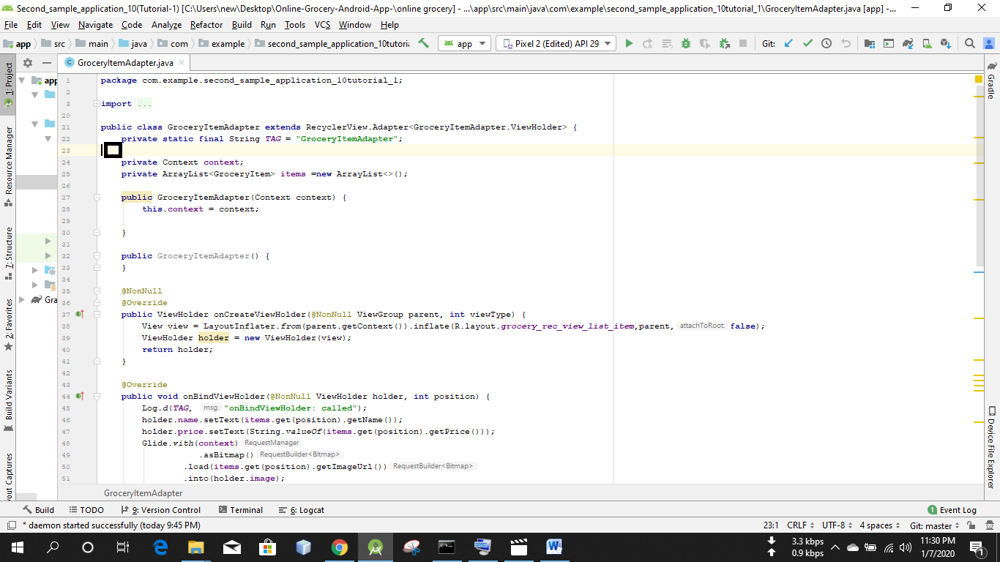 Second_sample_application_10(Tutorial-1) [C:\Users\new\Desktop\Online-Grocery-Android-App-\online grocery] - ...\app\src\main\java\com\example\second_sample_application_10tutorial_1\GroceryItemAdapter.java [app] -...
File Edit View Navigate Code Analyze Refactor Build Run Tools VCS Window Help
app src main java com example second_sample_application_10tutoria app Pixel 2 (Edited) API 29 Git:
GroceryItemAdapter.java
1: Project
Resource Manager
7: Structure
2: Favorites
Build Variants
yout Captures
app
Gra
1 package com.example.second_sample_application_10tutorial_1;
2
3 import ...
20
21 public class GroceryItemAdapter extends RecyclerView.Adapter<GroceryItemAdapter.ViewHolder> {
22 private static final String TAG = "GroceryItemAdapter";
23
24 private Context context;
25 private ArrayList<GroceryItem> items =new ArrayList<>();
26
27 public GroceryItemAdapter(Context context) {
28 this.context = context;
29
30 }
31
32 public GroceryItemAdapter() {
33 }
34
35 @NonNull
36 @Override
37 public ViewHolder onCreateViewHolder(@NonNull ViewGroup parent, int viewType) {
38 View view = LayoutInflater.from(parent.getContext()).inflate(R.layout.grocery_rec_view_list_item,parent, attachToRoot: false);
39 ViewHolder holder = new ViewHolder(view);
40 return holder;
41 }
42
43 @Override
44 public void onBindViewHolder(@NonNull ViewHolder holder, int position) {
45 Log.d(TAG, msg: "onBindViewHolder: called");
46 holder.name.setText(items.get(position).getName());
47 holder.price.setText(String.valueOf(items.get(position).getPrice()));
48 Glide.with(context) RequestManager
49 .asBitmap() RequestBuilder<Bitmap>
50 .load(items.get(position).getImageUrl()) RequestBuilder<Bitmap>
51 .into(holder.image);
GroceryItemAdapter
Gradle
Device File Explorer
Build TODO 9: Version Control Terminal 6: Logcat 1 Event Log
* daemon started successfully (today 9:45 PM) 23:1 CRLF UTF-8 4 spaces Git: master
3.3 kbps
0.9 kbps
11:30 PM
1/7/2020
1